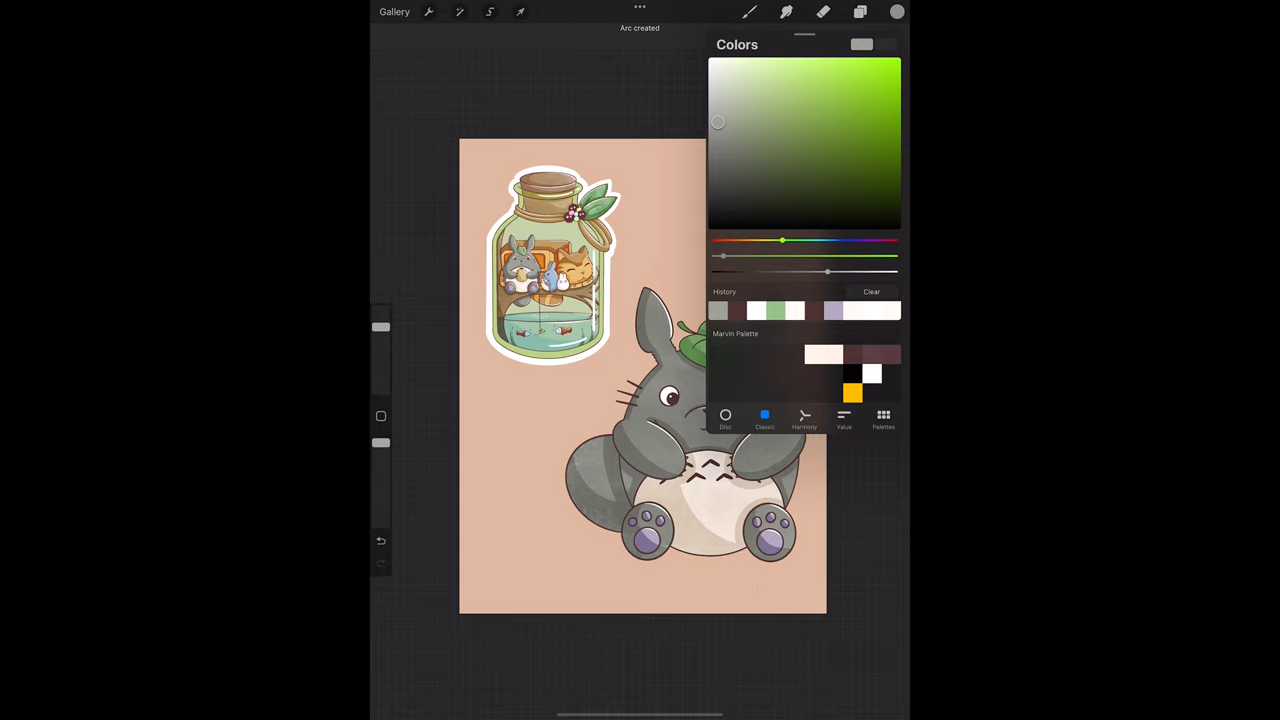 Gallery
Arc created
Colors
History
Clear
Marvin Palette
Disc
Classic
Harmony
Value
Palettes